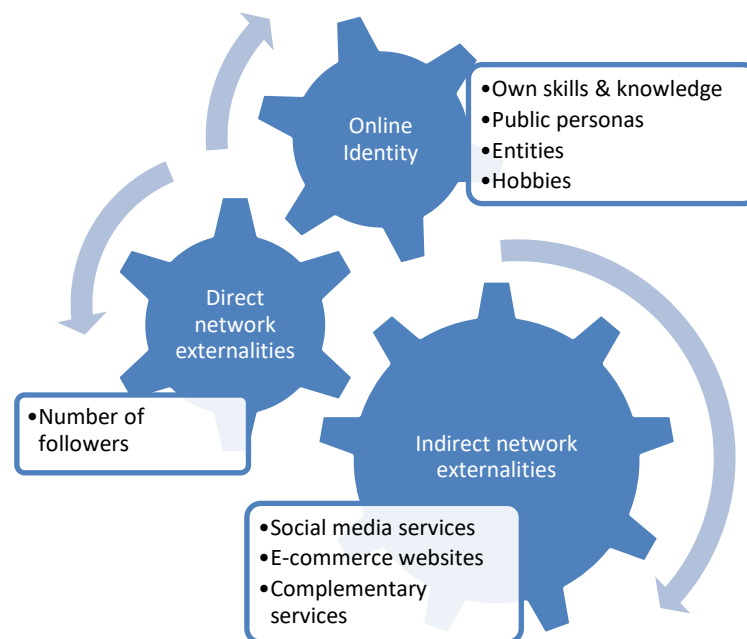 Online
Identity
•Own skills & knowledge
•Public personas
•Entities
•Hobbies
Direct
network
externalities
•Number of
followers
Indirect network
externalities
•Social media services
•E-commerce websites
•Complementary
services